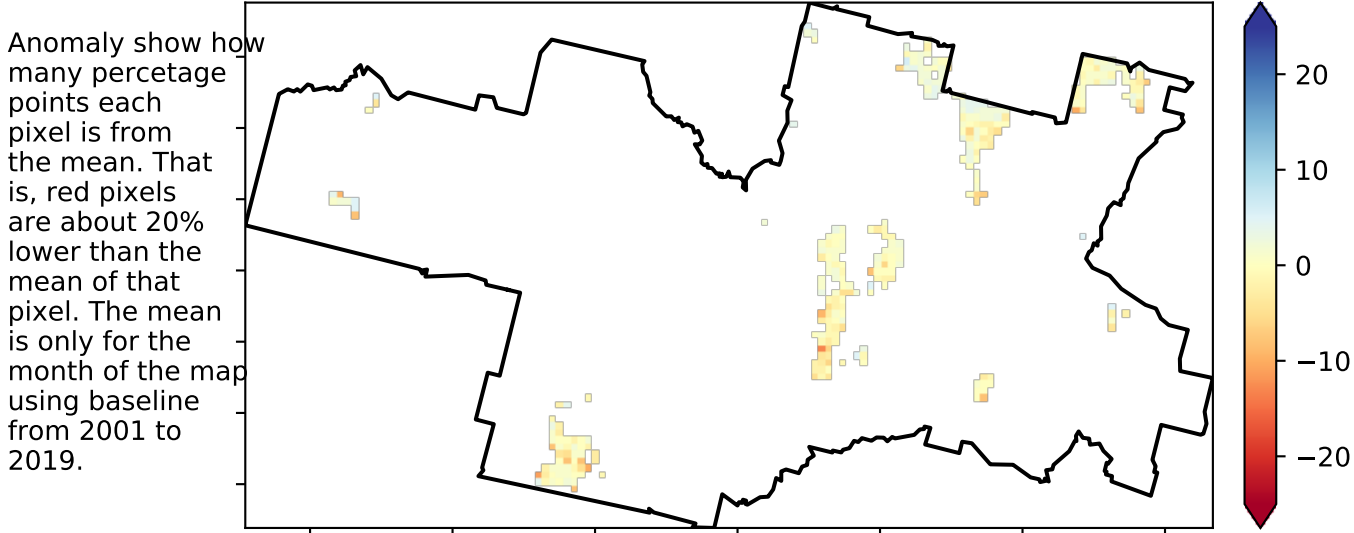 Anomaly show how
many percetage
points each
pixel is from
the mean. That
is, red pixels
are about 20%
lower than the
mean of that
pixel. The mean
is only for the
month of the map
using baseline
from 2001 to
2019.
20
10
0
−10
−20